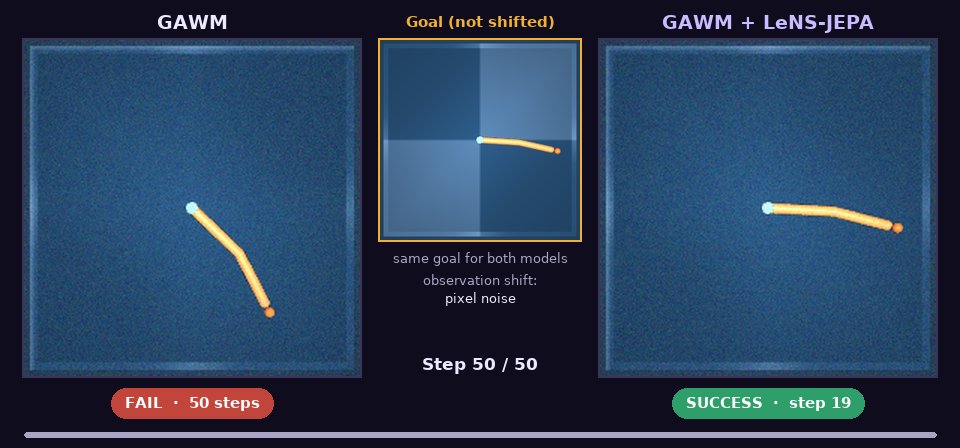 GAWM
Goal (not shifted)
GAWM + LeNS-JEPA
same goal for both models
observation shift:
pixel noise
Step 50 / 50
FAIL · 50 steps
SUCCESS · step 19